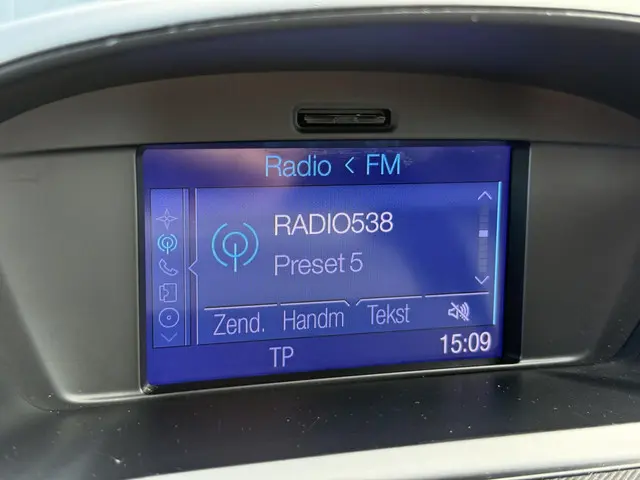 Radio < FM
RADIO538
Preset 5
Zend. Handm Tekst
TP 15:09